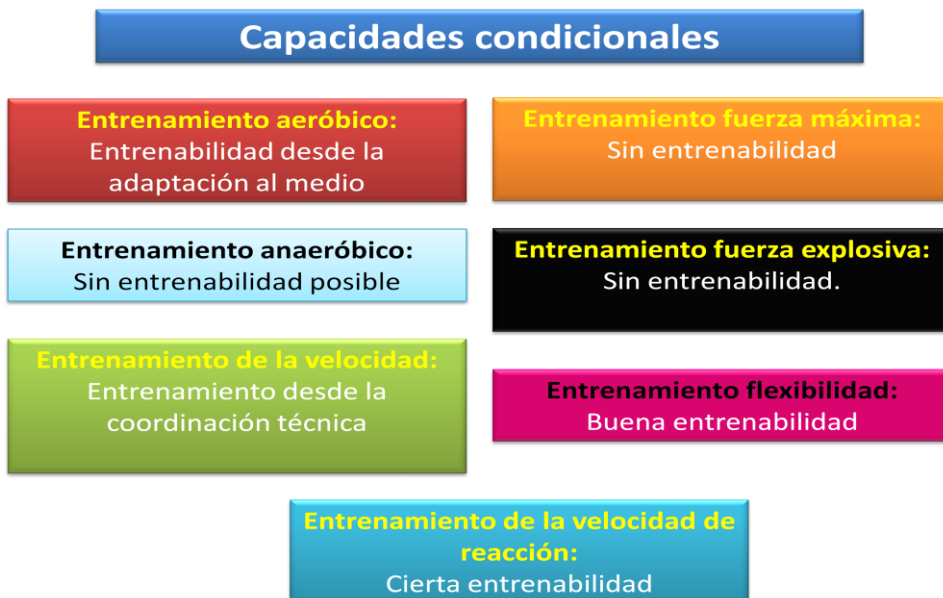 Capacidades condicionales
Entrenamiento aeróbico:
Entrenabilidad desde la
adaptación al medio
Entrenamiento fuerza máxima:
Sin entrenabilidad
Entrenamiento anaeróbico:
Sin entrenabilidad posible
Entrenamiento fuerza explosiva:
Sin entrenabilidad.
Entrenamiento de la velocidad:
Entrenamiento desde la
coordinación técnica
Entrenamiento flexibilidad:
Buena entrenabilidad
Entrenamiento de la velocidad de
reacción:
Cierta entrenabilidad